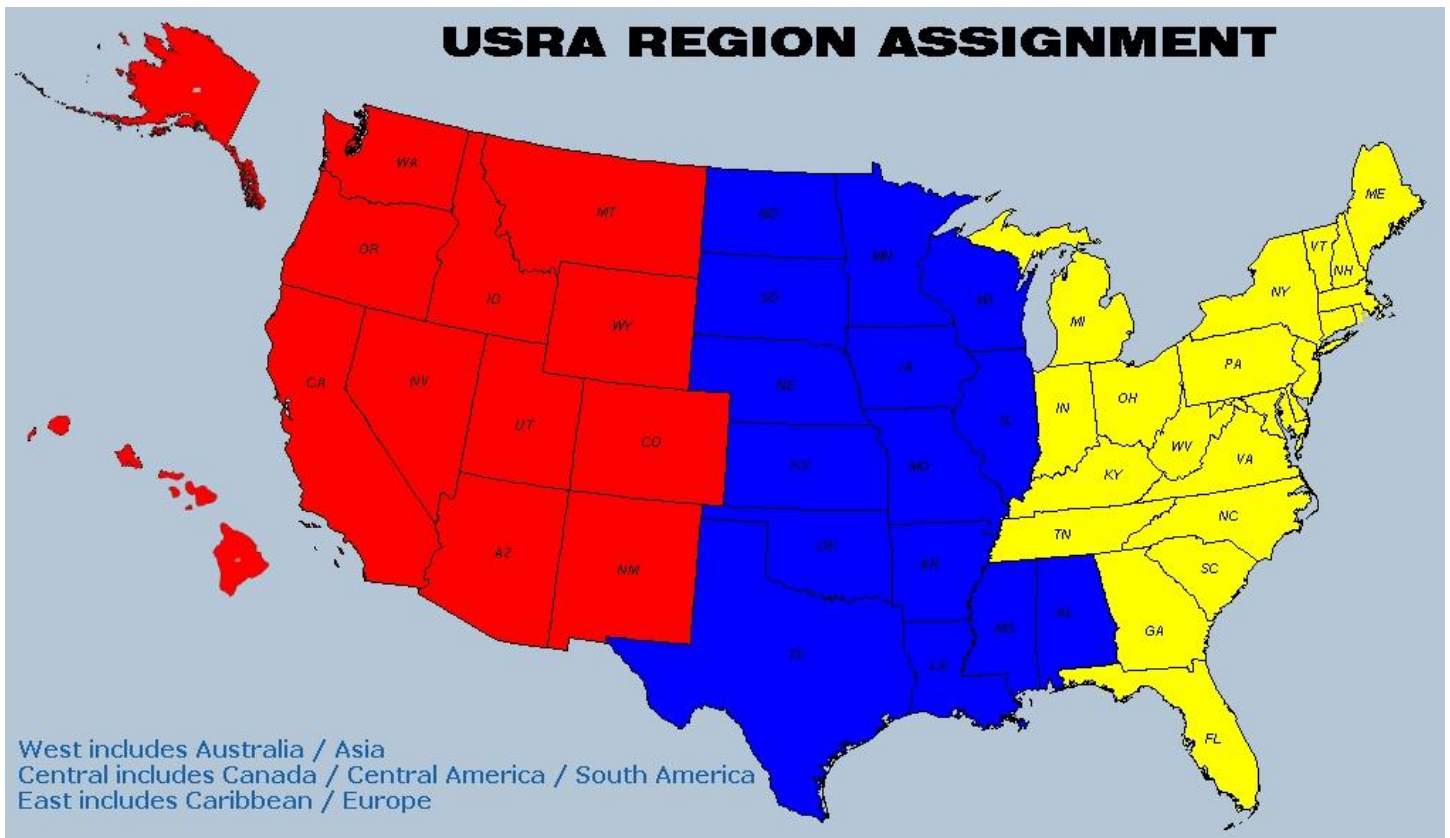 USRA REGION ASSIGNMENT
WA
MT
ND
MN
ME
VT
NH
OR
ID
SD
WI
NY
WY
MI
CA
NV
NE
IA
PA
UT
CO
IN
OH
IL
KS
MO
WV
VA
KY
NC
TN
AZ
NM
OK
AR
SC
MS
AL
GA
TX
LA
FL
West includes Australia / Asia
Central includes Canada / Central America / South America
East includes Caribbean / Europe